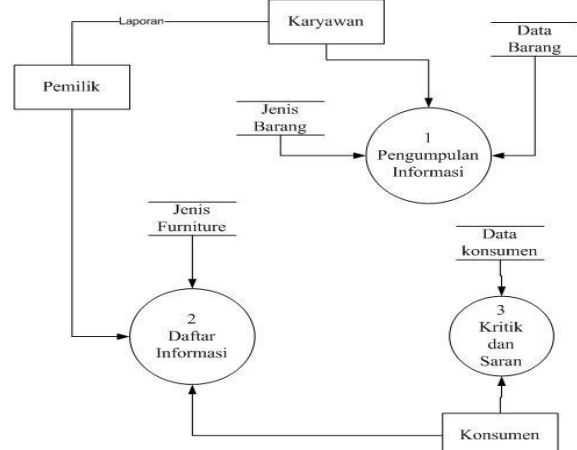 Laporan
Karyawan
Data
Barang
Pemilik
Jenis
Barang
1
Pengumpulan
Informasi
Jenis
Furniture
Data
konsumen
2
Daftar
Informasi
3
Kritik
dan
Saran
Konsumen